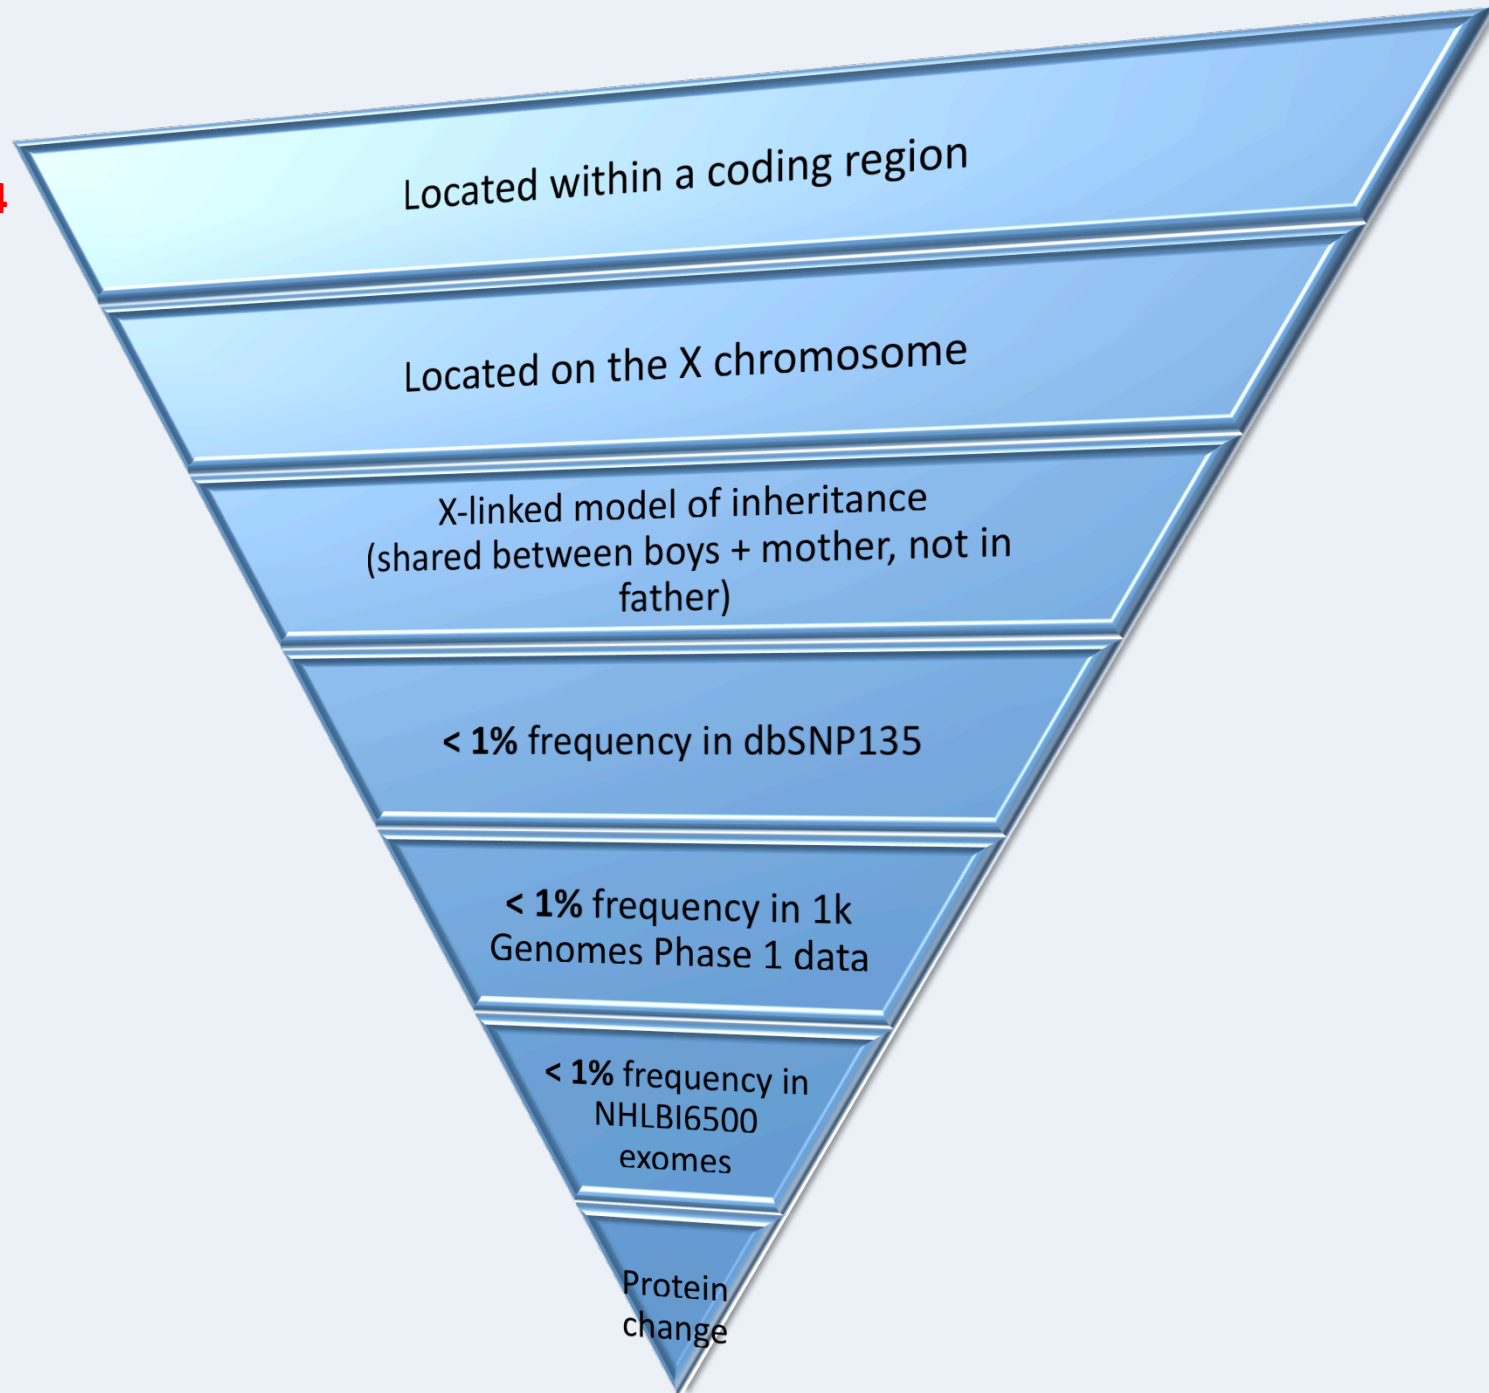 Located within a coding region
4
Located on the X chromosome
X-linked model of inheritance
(shared between boys + mother, not in
father)
< 1% frequency in dbSNP135
< 1% frequency in 1k
Genomes Phase 1 data
< 1% frequency in
NHLBI6500
exomes
Protein
change